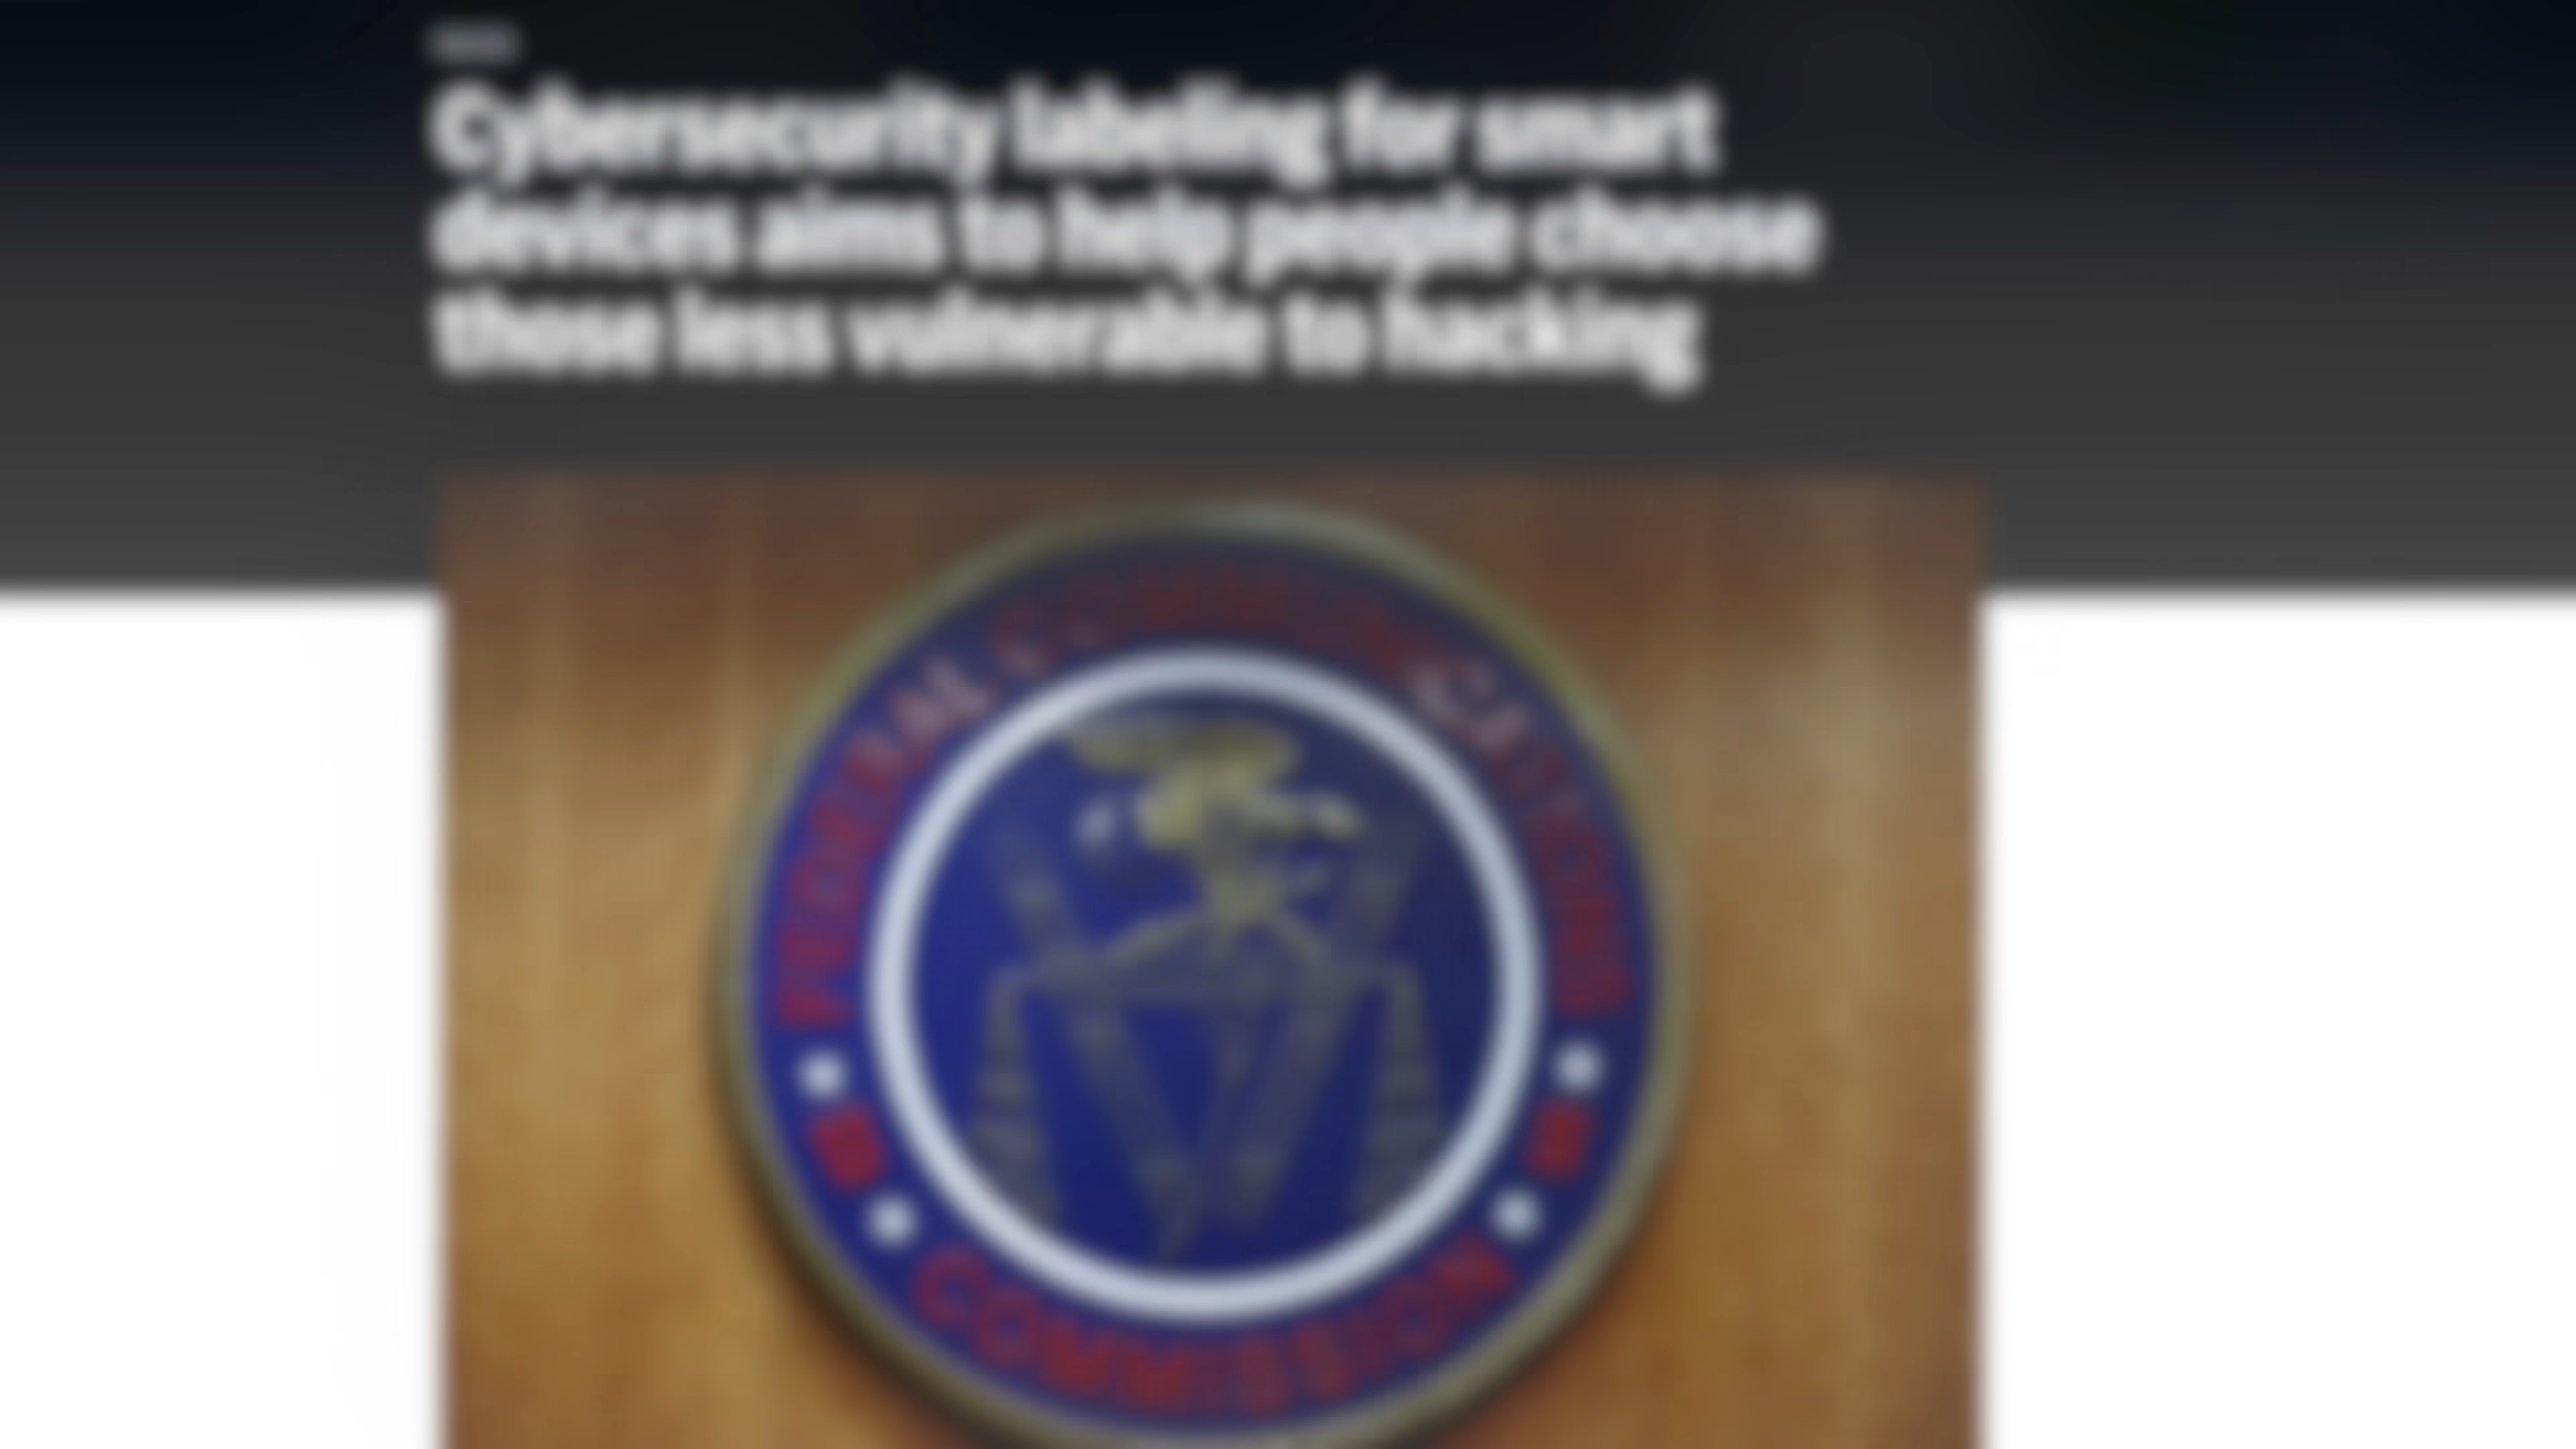 Cybersecurity labeling for smart
devices aims to help people choose
those less vulnerable to hacking
FEDERAL COMMUNICATIONS
COMMISSION